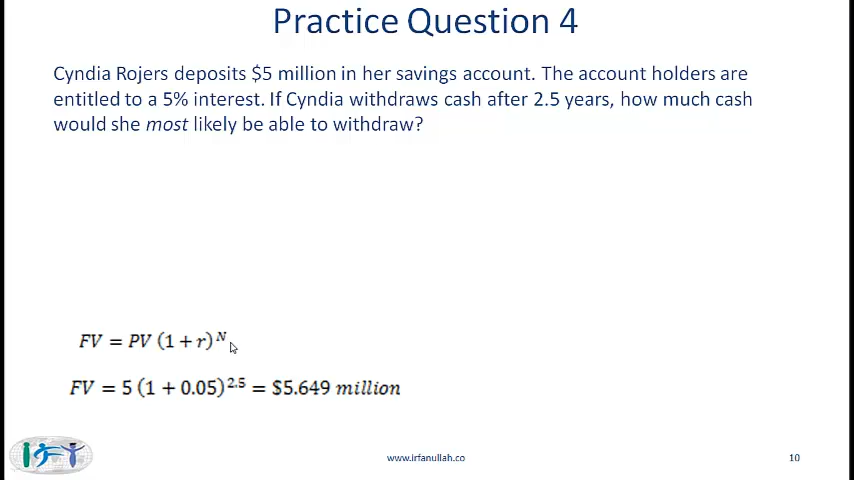 Practice Question 4
Cyndia Rojers deposits $5 million in her savings account. The account holders are
entitled to a 5% interest. If Cyndia withdraws cash after 2.5 years, how much cash
would she most likely be able to withdraw?
FV = PV (1 + r)^N
FV = 5 (1 + 0.05)^2.5 = $5.649 million
www.irfanullah.co
10